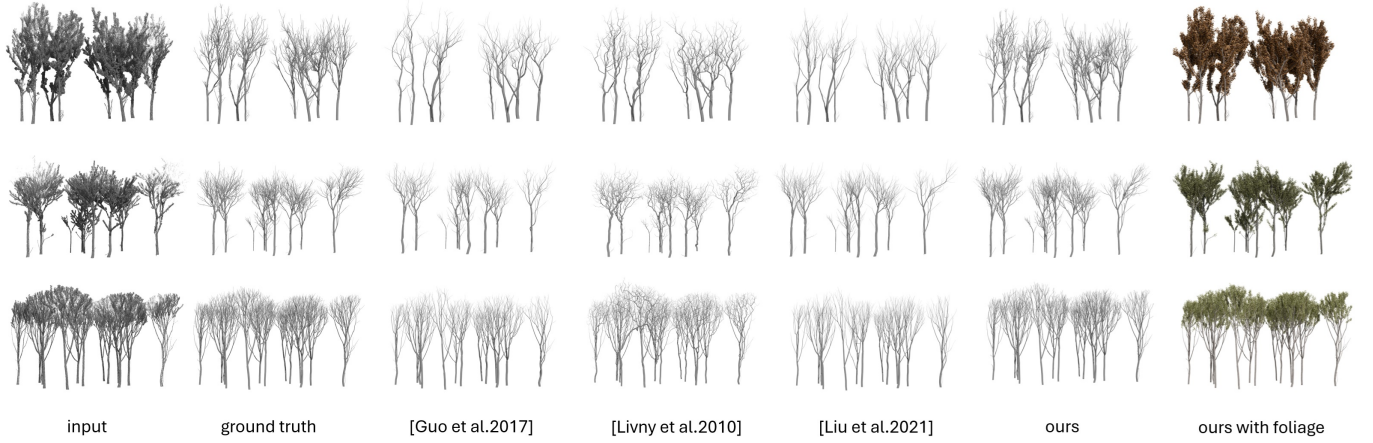 input ground truth [Guo et al.2017] [Livny et al.2010] [Liu et al.2021] ours ours with foliage